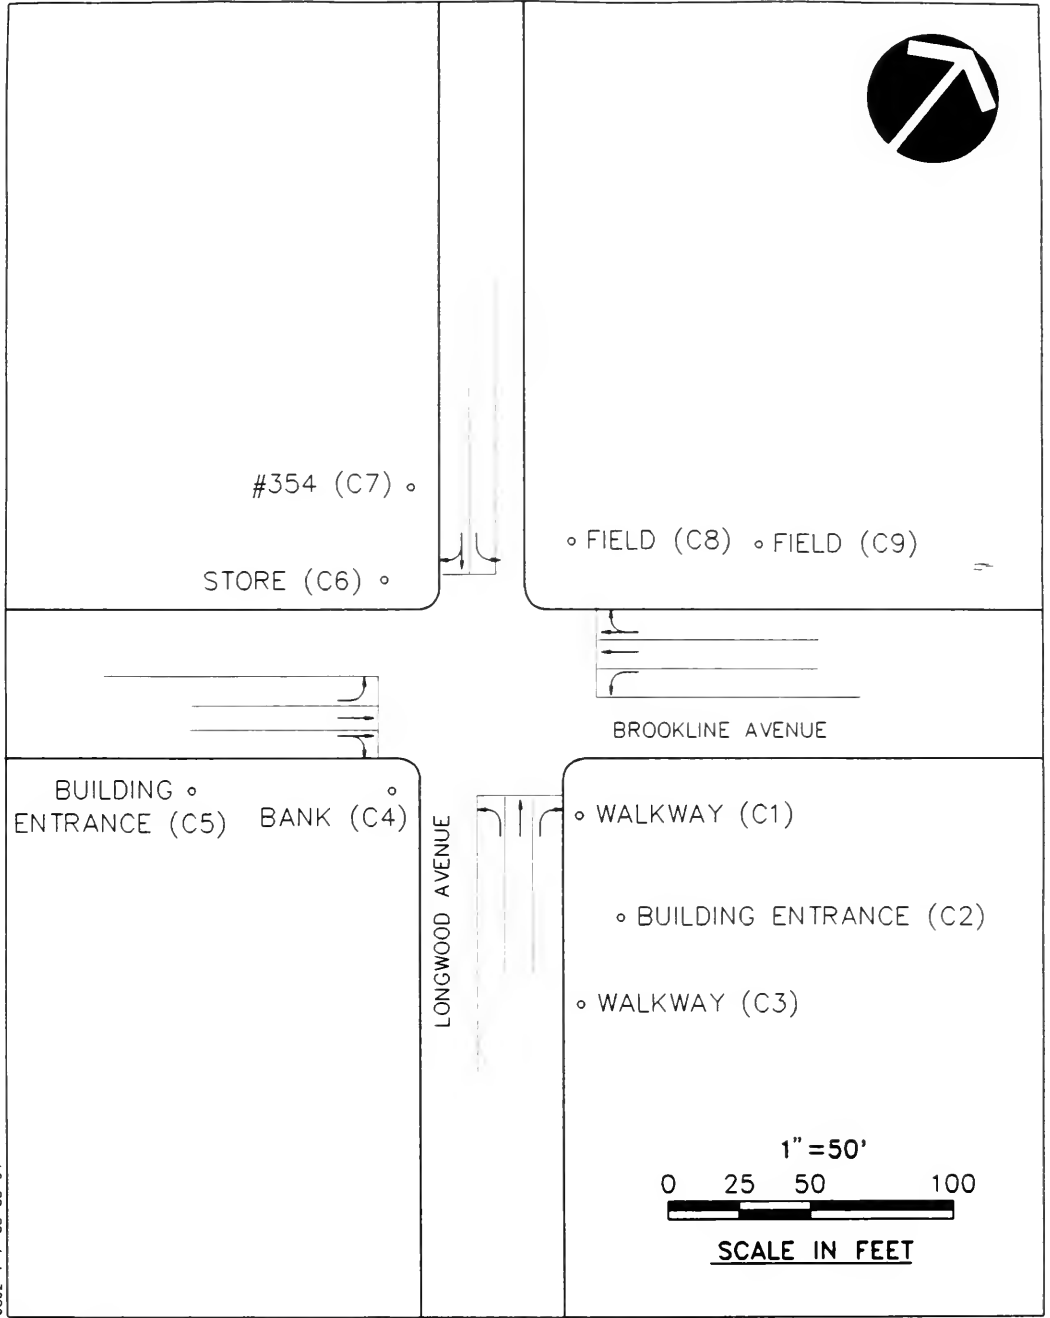 #354 (C7)
FIELD (C8)
FIELD (C9)
STORE (C6)
BROOKLINE AVENUE
BUILDING
ENTRANCE (C5)
BANK (C4)
LONGWOOD AVENUE
WALKWAY (C1)
BUILDING ENTRANCE (C2)
WALKWAY (C3)
1"=50'
0 25 50 100
SCALE IN FEET